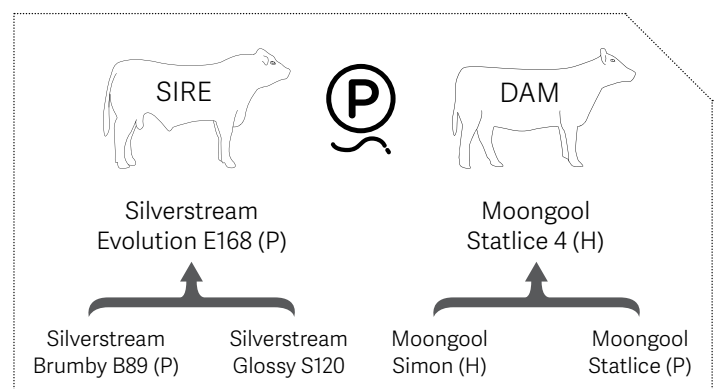 SIRE
P
DAM
Silverstream
Evolution E168 (P)
Moongool
Statlice 4 (H)
Silverstream
Brumby B89 (P)
Silverstream
Glossy S120
Moongool
Simon (H)
Moongool
Statlice (P)